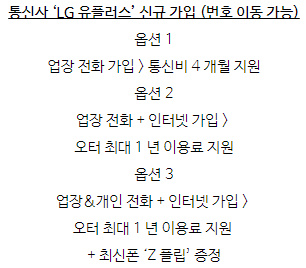 통신사 ‘LG 유플러스’ 신규 가입 (번호 이동 가능)
옵션 1
업장 전화 가입 > 통신비 4 개월 지원
옵션 2
업장 전화 + 인터넷 가입 >
오터 최대 1 년 이용료 지원
옵션 3
업장&개인 전화 + 인터넷 가입 >
오터 최대 1 년 이용료 지원
+ 최신폰 ‘Z 플립’ 증정